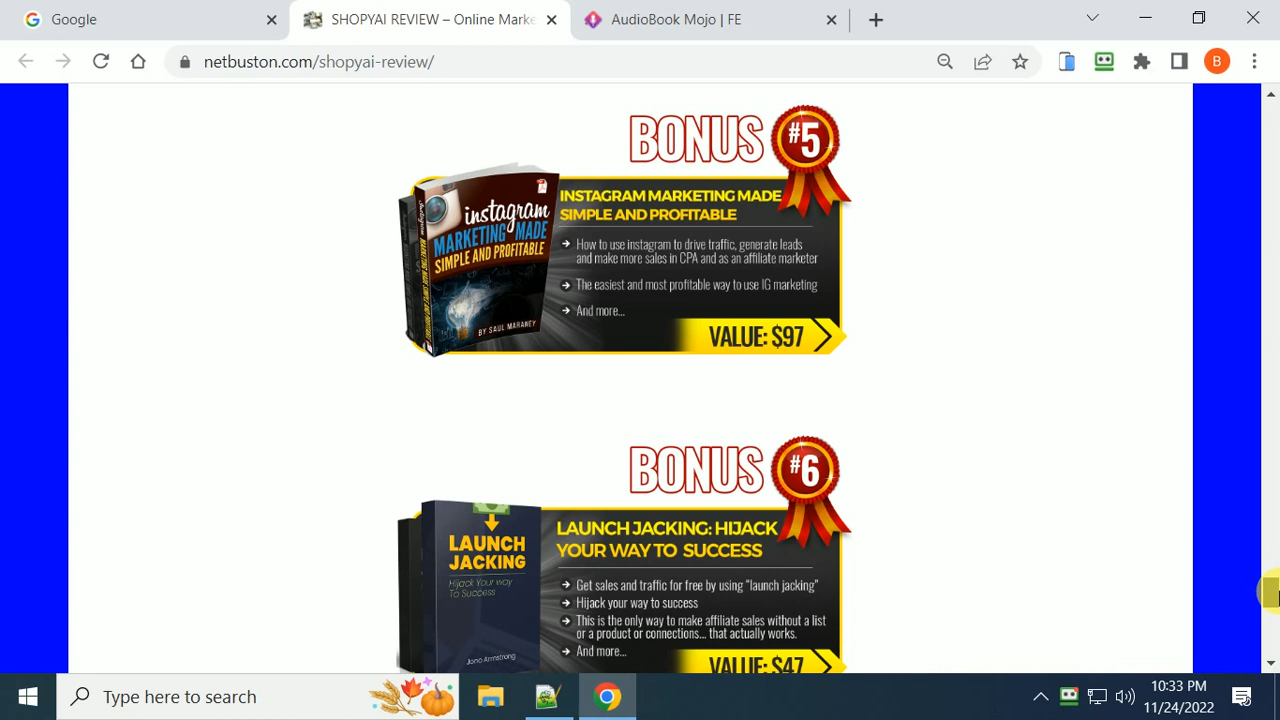 Google
SHOPYAI REVIEW – Online Marke
AudioBook Mojo | FE
netbuston.com/shopyai-review/
B
BONUS #5
INSTAGRAM MARKETING MADE
SIMPLE AND PROFITABLE
How to use instagram to drive traffic, generate leads
and make more sales in CPA and as an affiliate marketer
The easiest and most profitable way to use IG marketing
And more...
VALUE: $97
instagram
MARKETING MADE
SIMPLE AND PROFITABLE
BY SAUL MARANEY
BONUS #6
LAUNCH JACKING: HIJACK
YOUR WAY TO SUCCESS
Get sales and traffic for free by using “launch jacking”
Hijack your way to success
This is the only way to make affiliate sales without a list
or a product or connections... that actually works.
And more...
VALUE: $47
LAUNCH
JACKING
Hijack Your way
To Success
Jono Armstrong
Type here to search
10:33 PM
11/24/2022